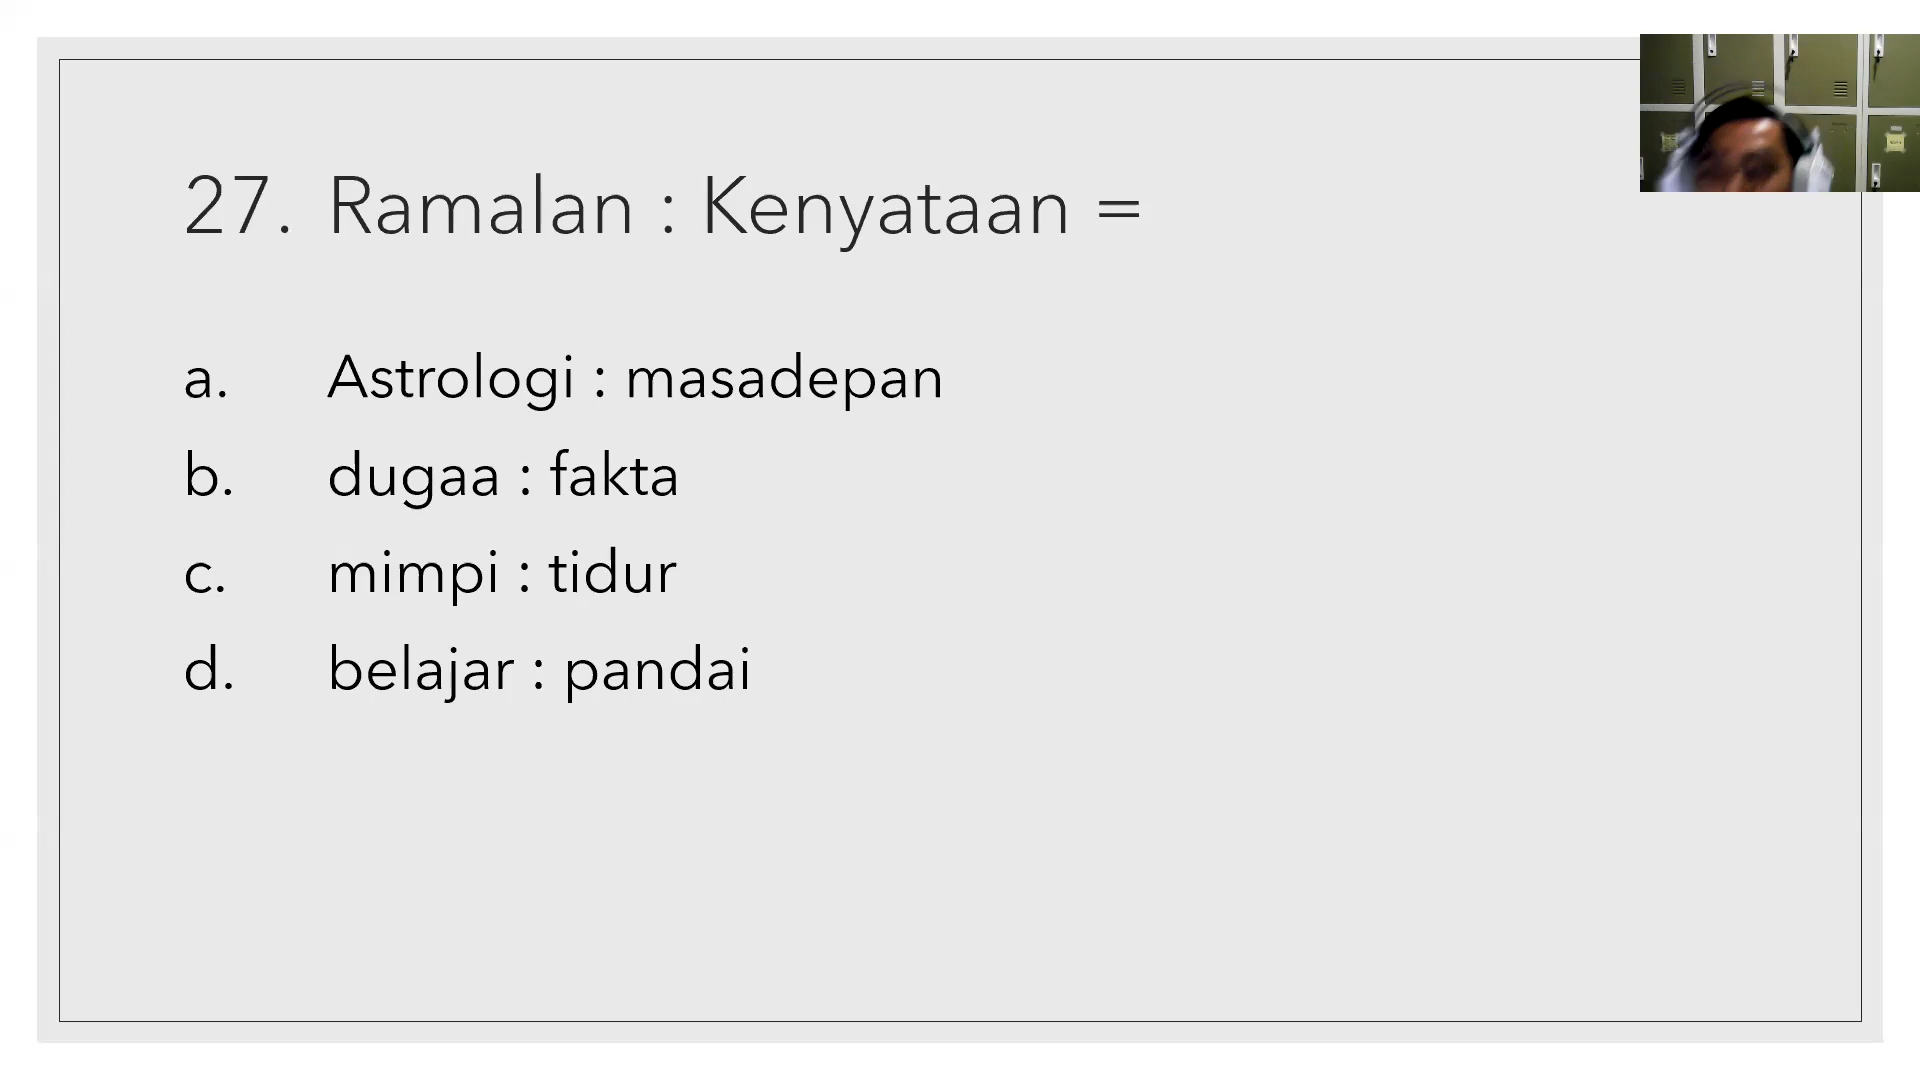 27. Ramalan : Kenyataan =
a. Astrologi : masadepan
b. dugaa : fakta
c. mimpi : tidur
d. belajar : pandai